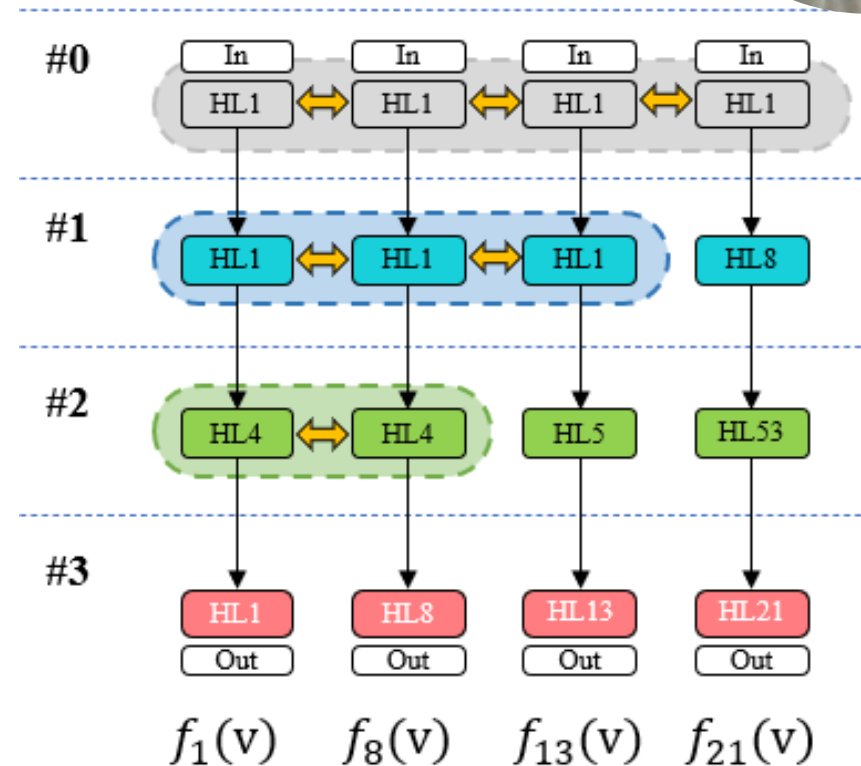 #0 In In In In
HL1 HL1 HL1 HL1
#1 HL1 HL1 HL1 HL8
#2 HL4 HL4 HL5 HL53
#3
HL1 HL8 HL13 HL21
Out Out Out Out
f₁(v) f₈(v) f₁₃(v) f₂₁(v)